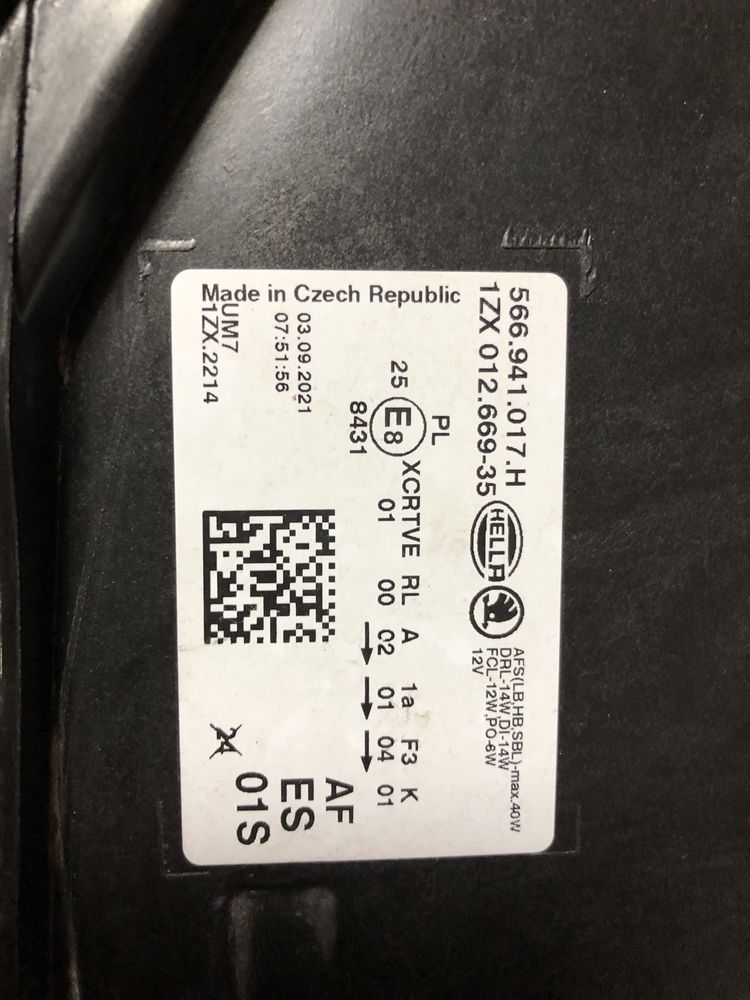 566.941.017.H
1ZX 012.669-35
HELLA
AFS(LB,HB,SBL)-max.40W
DRL-14W,DI-14W
FCL-12W,PO-6W
12V
PL
XCRTVE RL A 1a F3 K
25 E8 01 00 02 01 04 01
8431
03.09.2021
07:51:56
Made in Czech Republic
UM7
1ZX.2214
24
AF
ES
01S